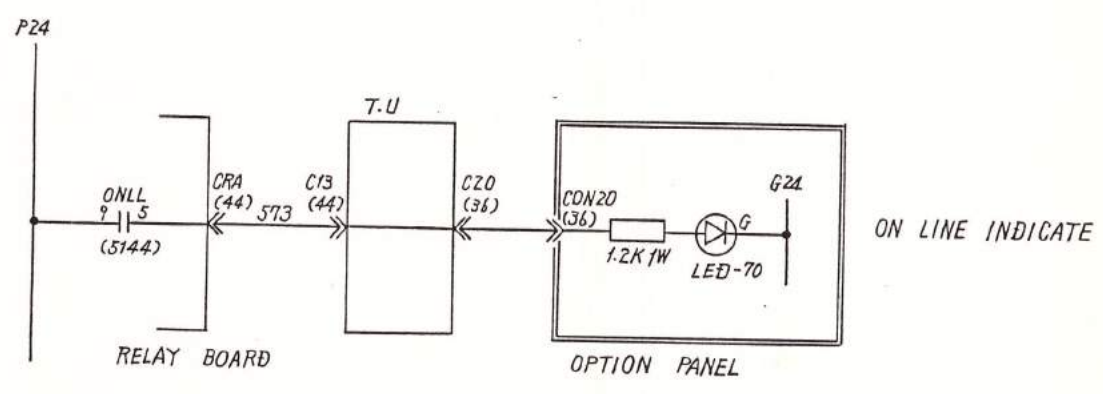 P24
T.U
ONLL
9 5
(5144)
CRA
(44)
573
C13
(44)
C20
(36)
CON20
(36)
1.2K 1W
G
LED-70
G24
ON LINE INDICATE
RELAY BOARD
OPTION PANEL